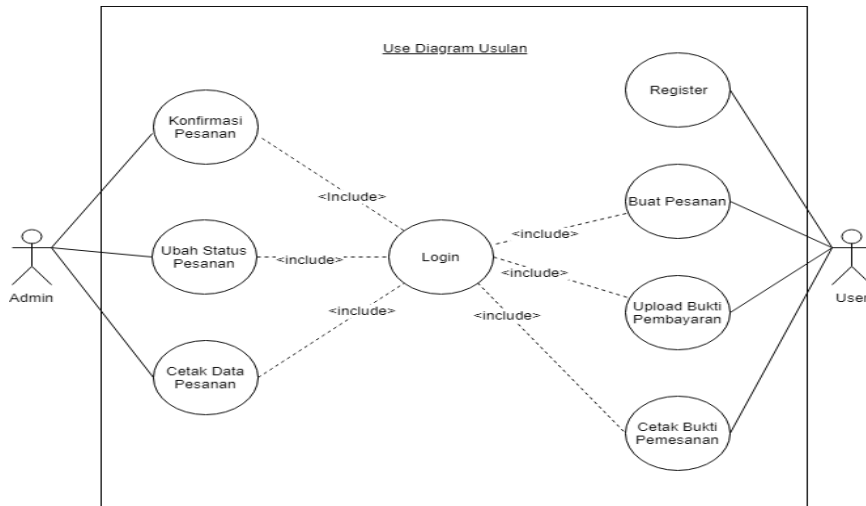 Use Diagram Usulan
Konfirmasi
Pesanan
Register
<Include>
Buat Pesanan
<include>
Ubah Status
Pesanan
<include>
Login
<include>
Admin
User
Upload Bukti
Pembayaran
<include>
<include>
Cetak Data
Pesanan
Cetak Bukti
Pemesanan